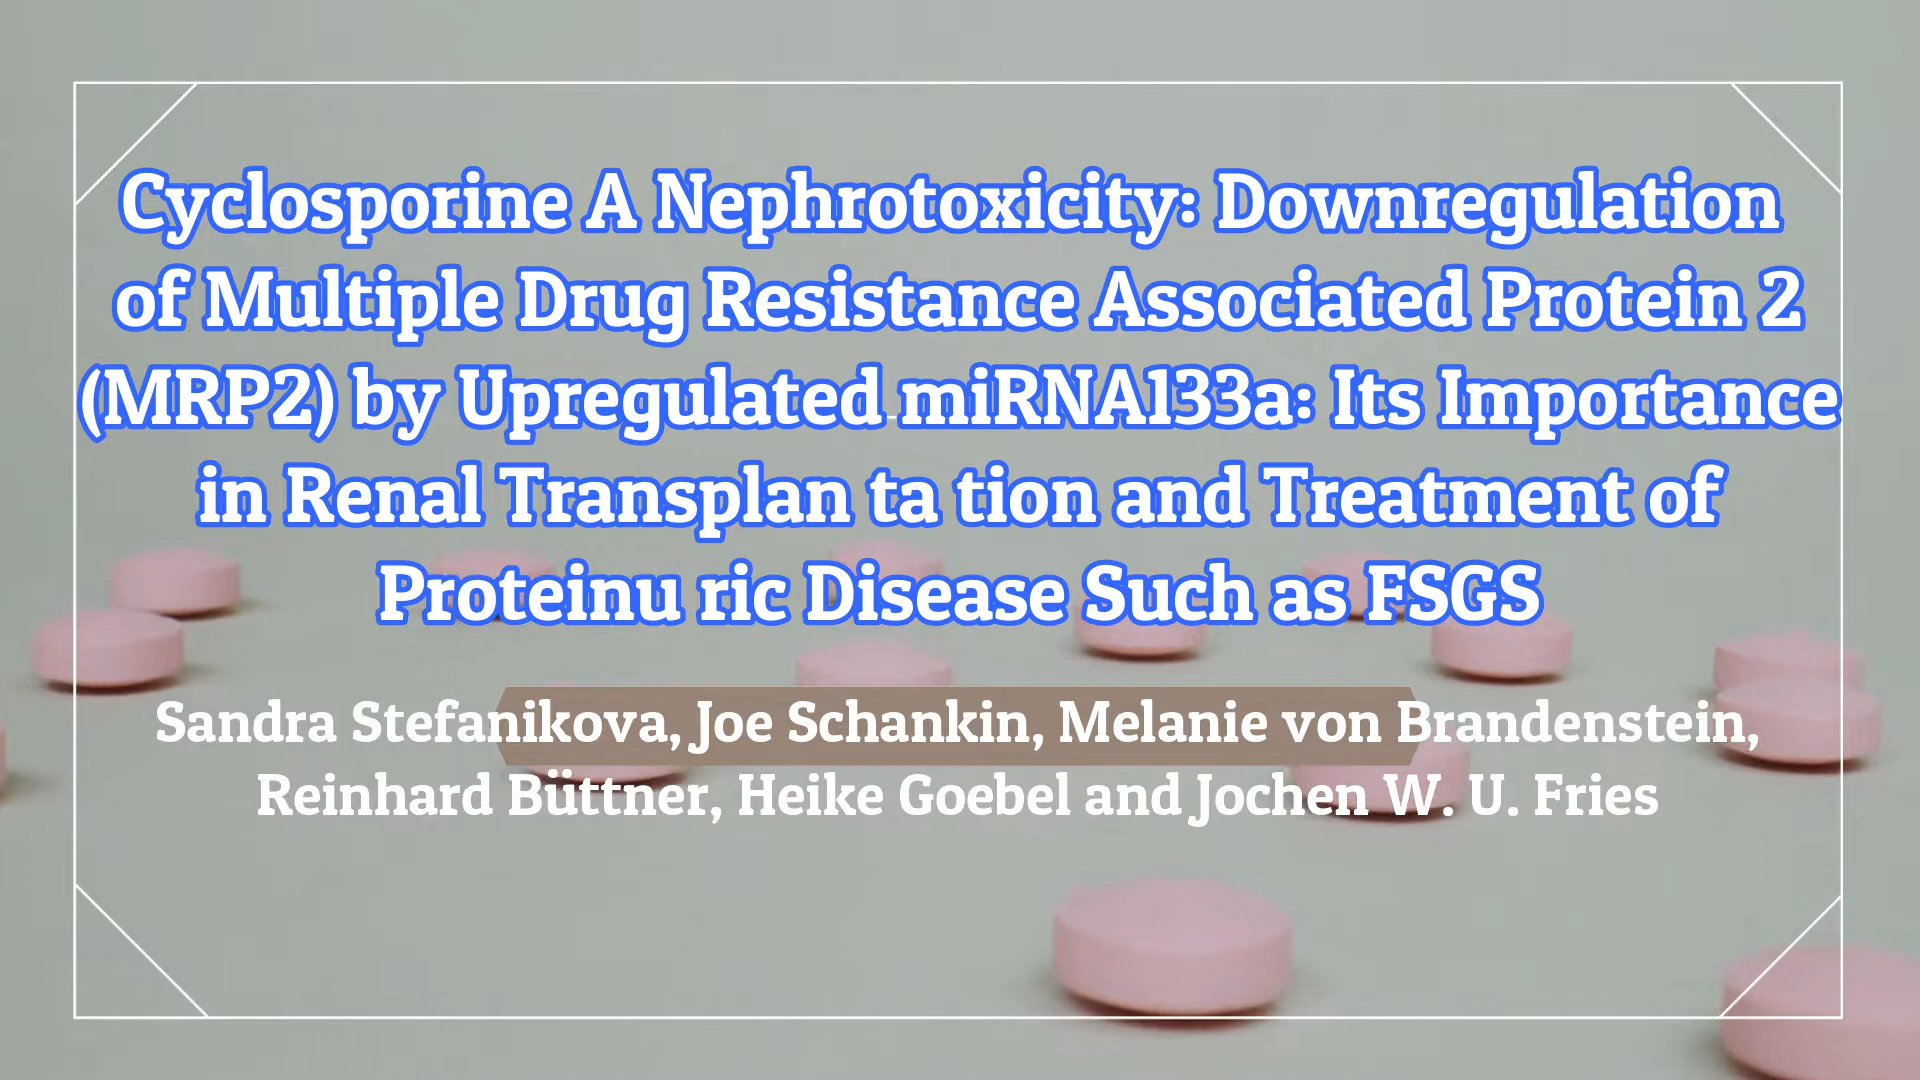 Cyclosporine A Nephrotoxicity: Downregulation
of Multiple Drug Resistance Associated Protein 2
(MRP2) by Upregulated miRNA133a: Its Importance
in Renal Transplan ta tion and Treatment of
Proteinu ric Disease Such as FSGS
Sandra Stefanikova, Joe Schankin, Melanie von Brandenstein,
Reinhard Büttner, Heike Goebel and Jochen W. U. Fries